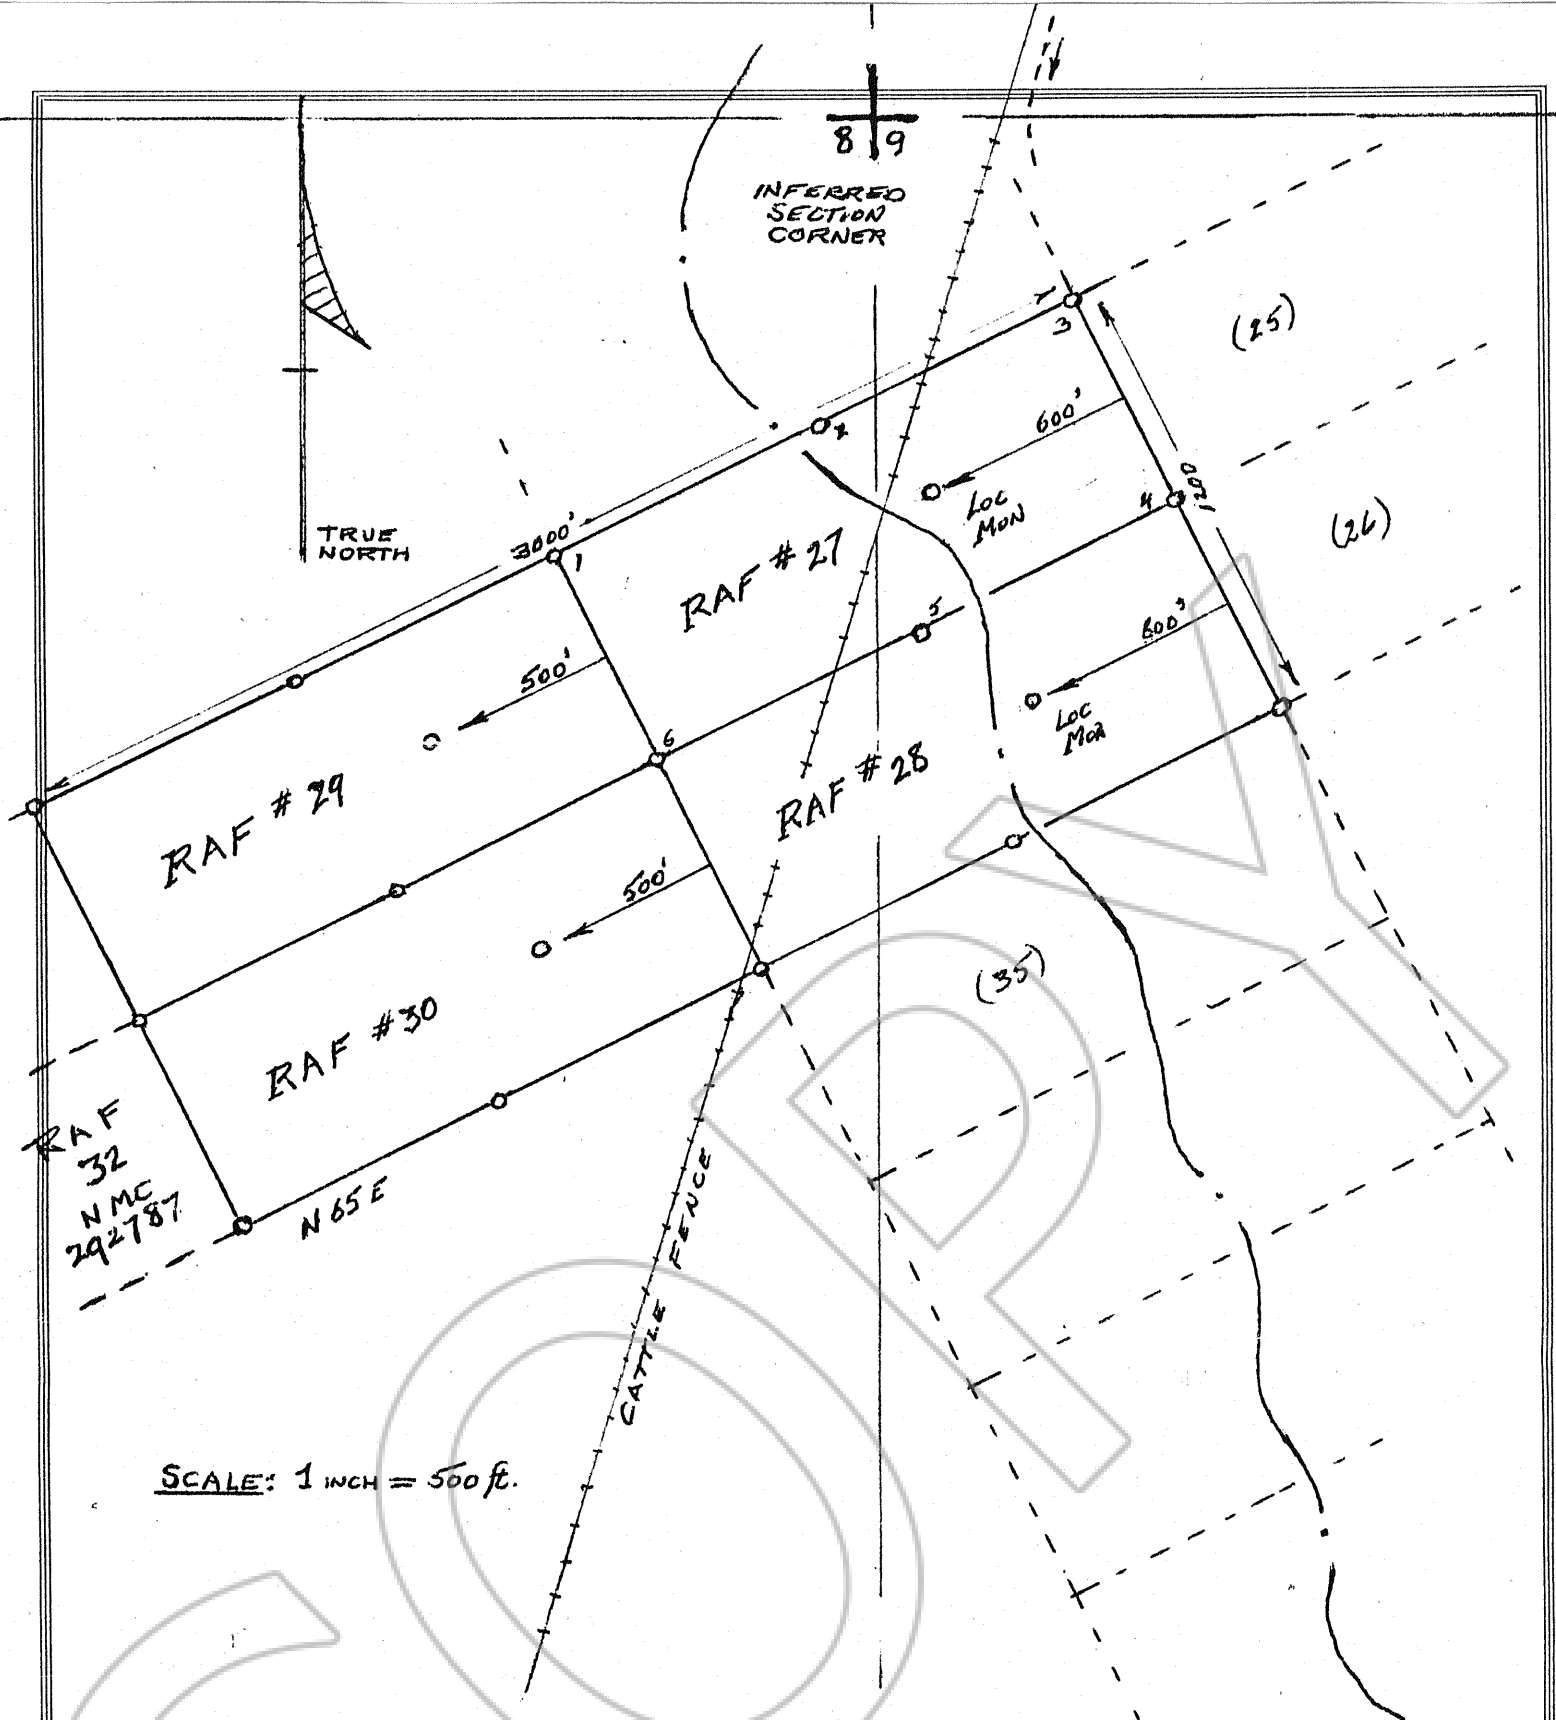 8 9
INFERRED
SECTION
CORNER
TRUE
NORTH
3000'
1
2
3
(25)
600'
LOC
MON
4
1200
(26)
RAF #27
5
600'
LOC
MON
500'
6
RAF #29
RAF #28
500'
(35)
RAF #30
RAF
32
NMC
292787
N 65 E
CATTLE FENCE
SCALE: 1 INCH = 500 ft.
COPY